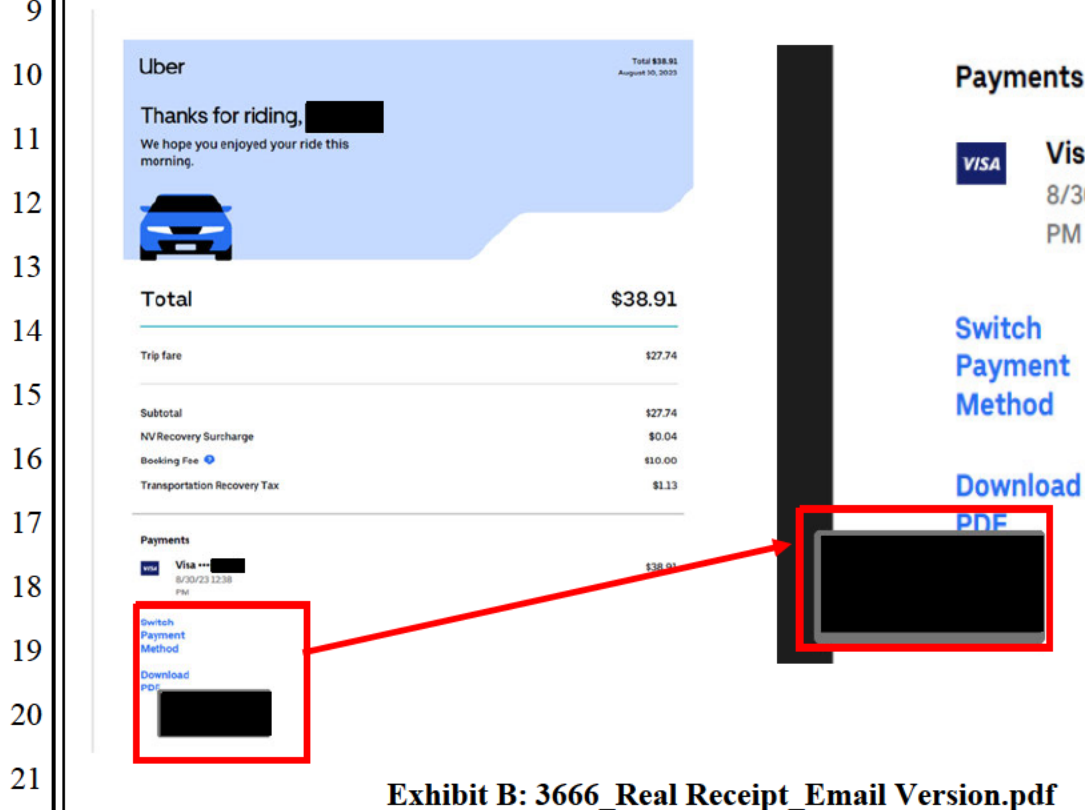 9
10
11
12
13
14
15
16
17
18
19
20
21
Uber
Total $38.91
August 30, 2023
Thanks for riding,
We hope you enjoyed your ride this
morning.
Total $38.91
Trip fare $27.74
Subtotal $27.74
NV Recovery Surcharge $0.04
Booking Fee ? $10.00
Transportation Recovery Tax $1.13
Payments
VISA Visa ••• $38.91
8/30/23 1238
PM
Switch
Payment
Method
Download
PDF
Payments
VISA Vis
8/30
PM
Switch
Payment
Method
Download
PDF
Exhibit B: 3666_Real Receipt_Email Version.pdf